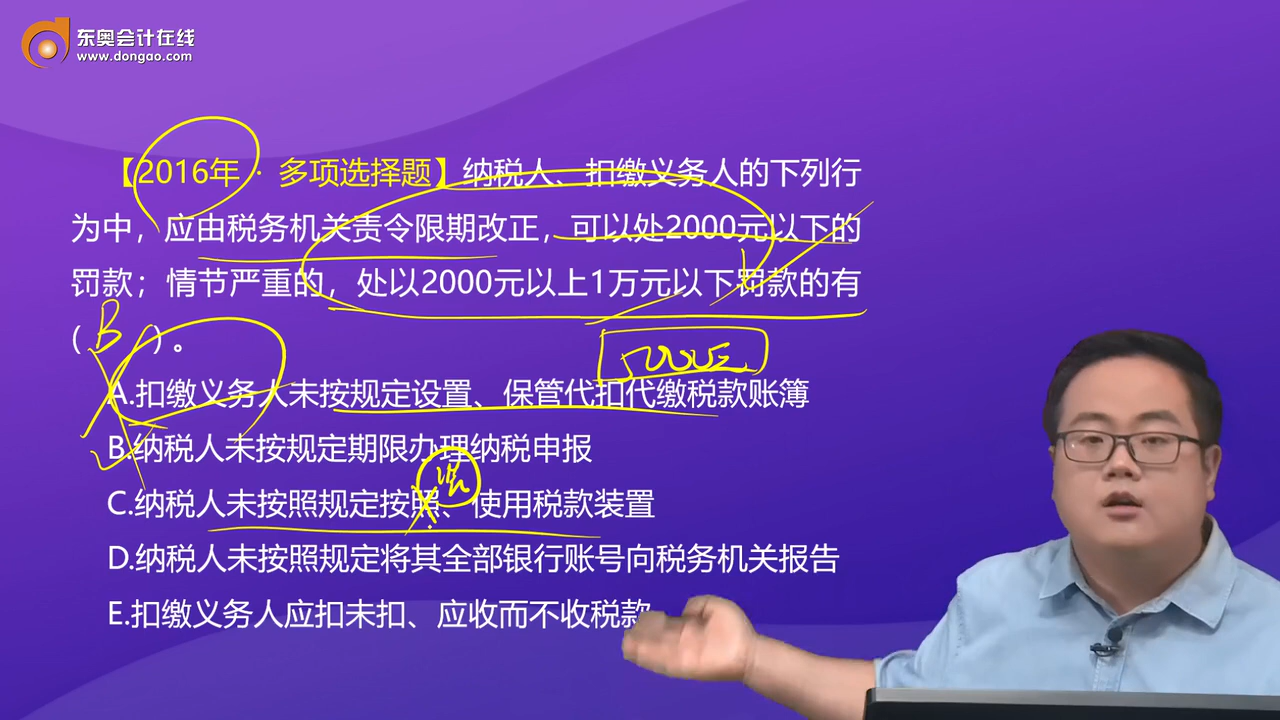 东奥会计在线
www.dongao.com
【2016年·多项选择题】纳税人、扣缴义务人的下列行
为中，应由税务机关责令限期改正，可以处2000元以下的
罚款；情节严重的，处以2000元以上1万元以下罚款的有
（B）。
5000元
A.扣缴义务人未按规定设置、保管代扣代缴税款账簿
B.纳税人未按规定期限办理纳税申报
C.纳税人未按照规定按照、使用税款装置
D.纳税人未按照规定将其全部银行账号向税务机关报告
E.扣缴义务人应扣未扣、应收而不收税款